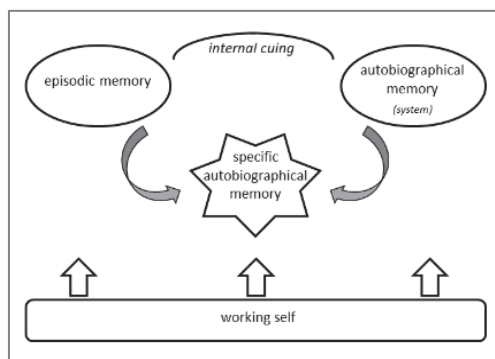 internal cuing
episodic memory
autobiographical
memory
(system)
specific
autobiographical
memory
working self